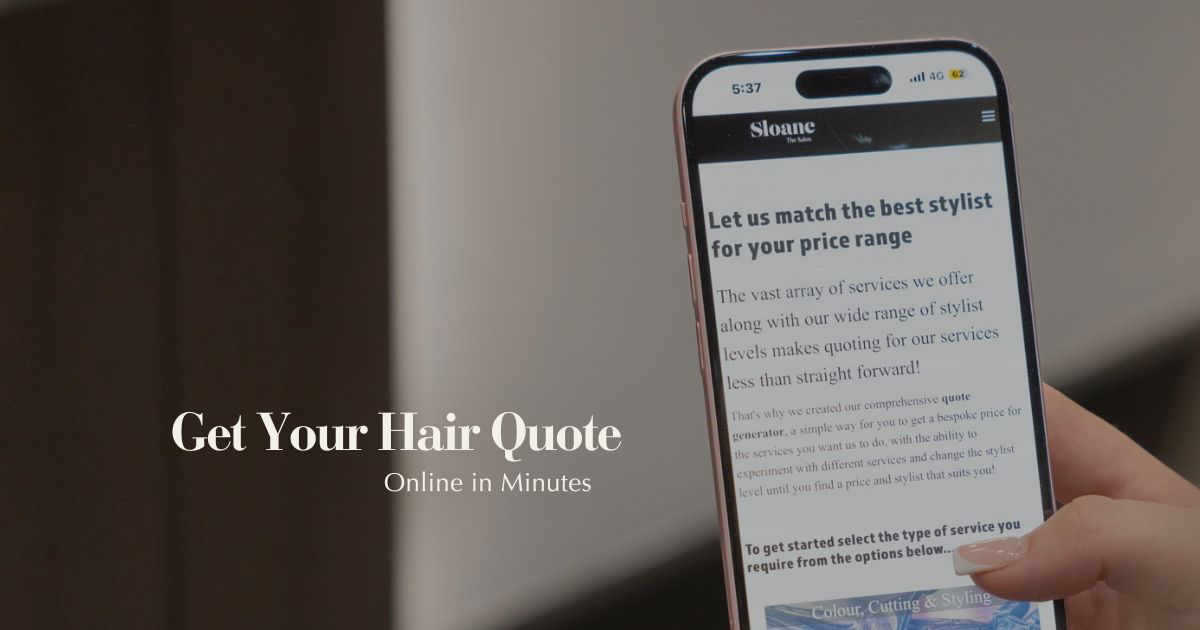 Get Your Hair Quote
Online in Minutes
5:37
4G 62
Sloane
The Salon
Let us match the best stylist
for your price range
The vast array of services we offer
along with our wide range of stylist
levels makes quoting for our services
less than straight forward!
That's why we created our comprehensive quote
generator, a simple way for you to get a bespoke price for
the services you want us to do, with the ability to
experiment with different services and change the stylist
level until you find a price and stylist that suits you!
To get started select the type of service you
require from the options below...
Colour, Cutting & Styling